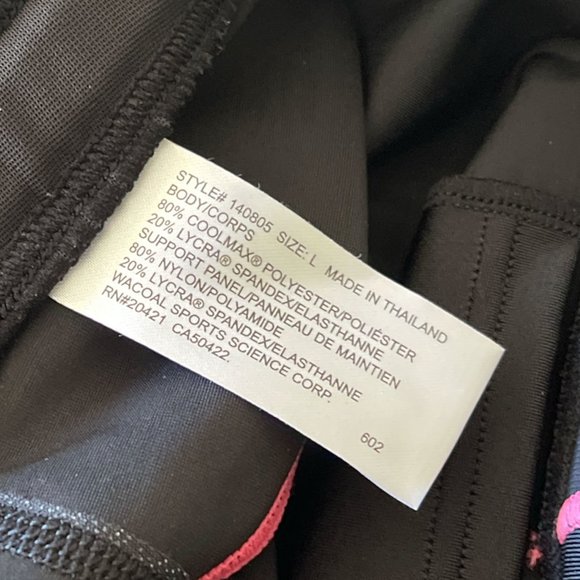 STYLE# 140805 SIZE: L MADE IN THAILAND
BODY/CORPS
80% COOLMAX® POLYESTER/POLIÉSTER
20% LYCRA® SPANDEX/ELASTHANNE
SUPPORT PANEL/PANNEAU DE MAINTIEN
80% NYLON/POLYAMIDE
20% LYCRA® SPANDEX/ELASTHANNE
WACOAL SPORTS SCIENCE CORP.
RN#20421 CA50422.
602